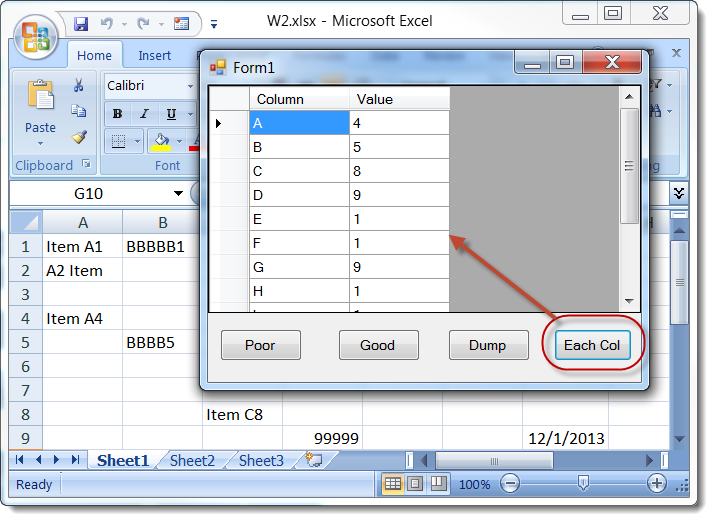 W2.xlsx - Microsoft Excel
Home Insert
Paste
Calibri
B I U
A
Clipboard
Font
G10
Form1
Column Value
A 4
B 5
C 8
D 9
E 1
F 1
G 9
H 1
Poor Good Dump Each Col
A B
1 Item A1 BBBBB1
2 A2 Item
3
4 Item A4
5 BBBB5
6
7
8 Item C8
9 99999 12/1/2013
Sheet1 Sheet2 Sheet3
Ready 100%